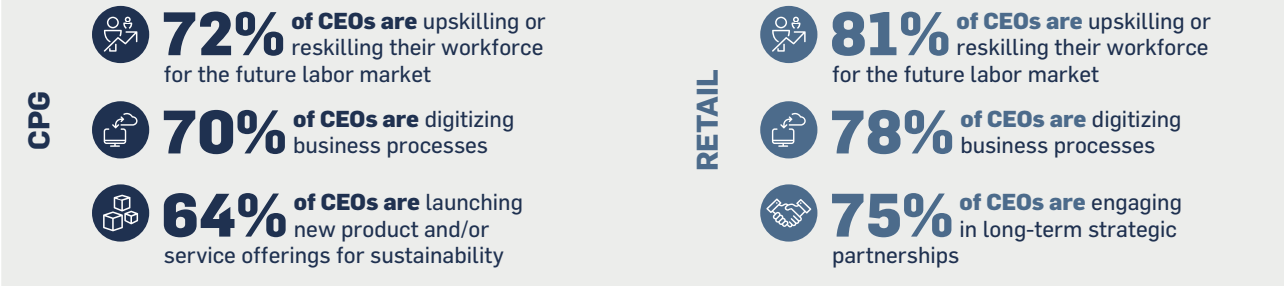 CPG
72% of CEOs are upskilling or
reskilling their workforce
for the future labor market
70% of CEOs are digitizing
business processes
64% of CEOs are launching
new product and/or
service offerings for sustainability
RETAIL
81% of CEOs are upskilling or
reskilling their workforce
for the future labor market
78% of CEOs are digitizing
business processes
75% of CEOs are engaging
in long-term strategic
partnerships